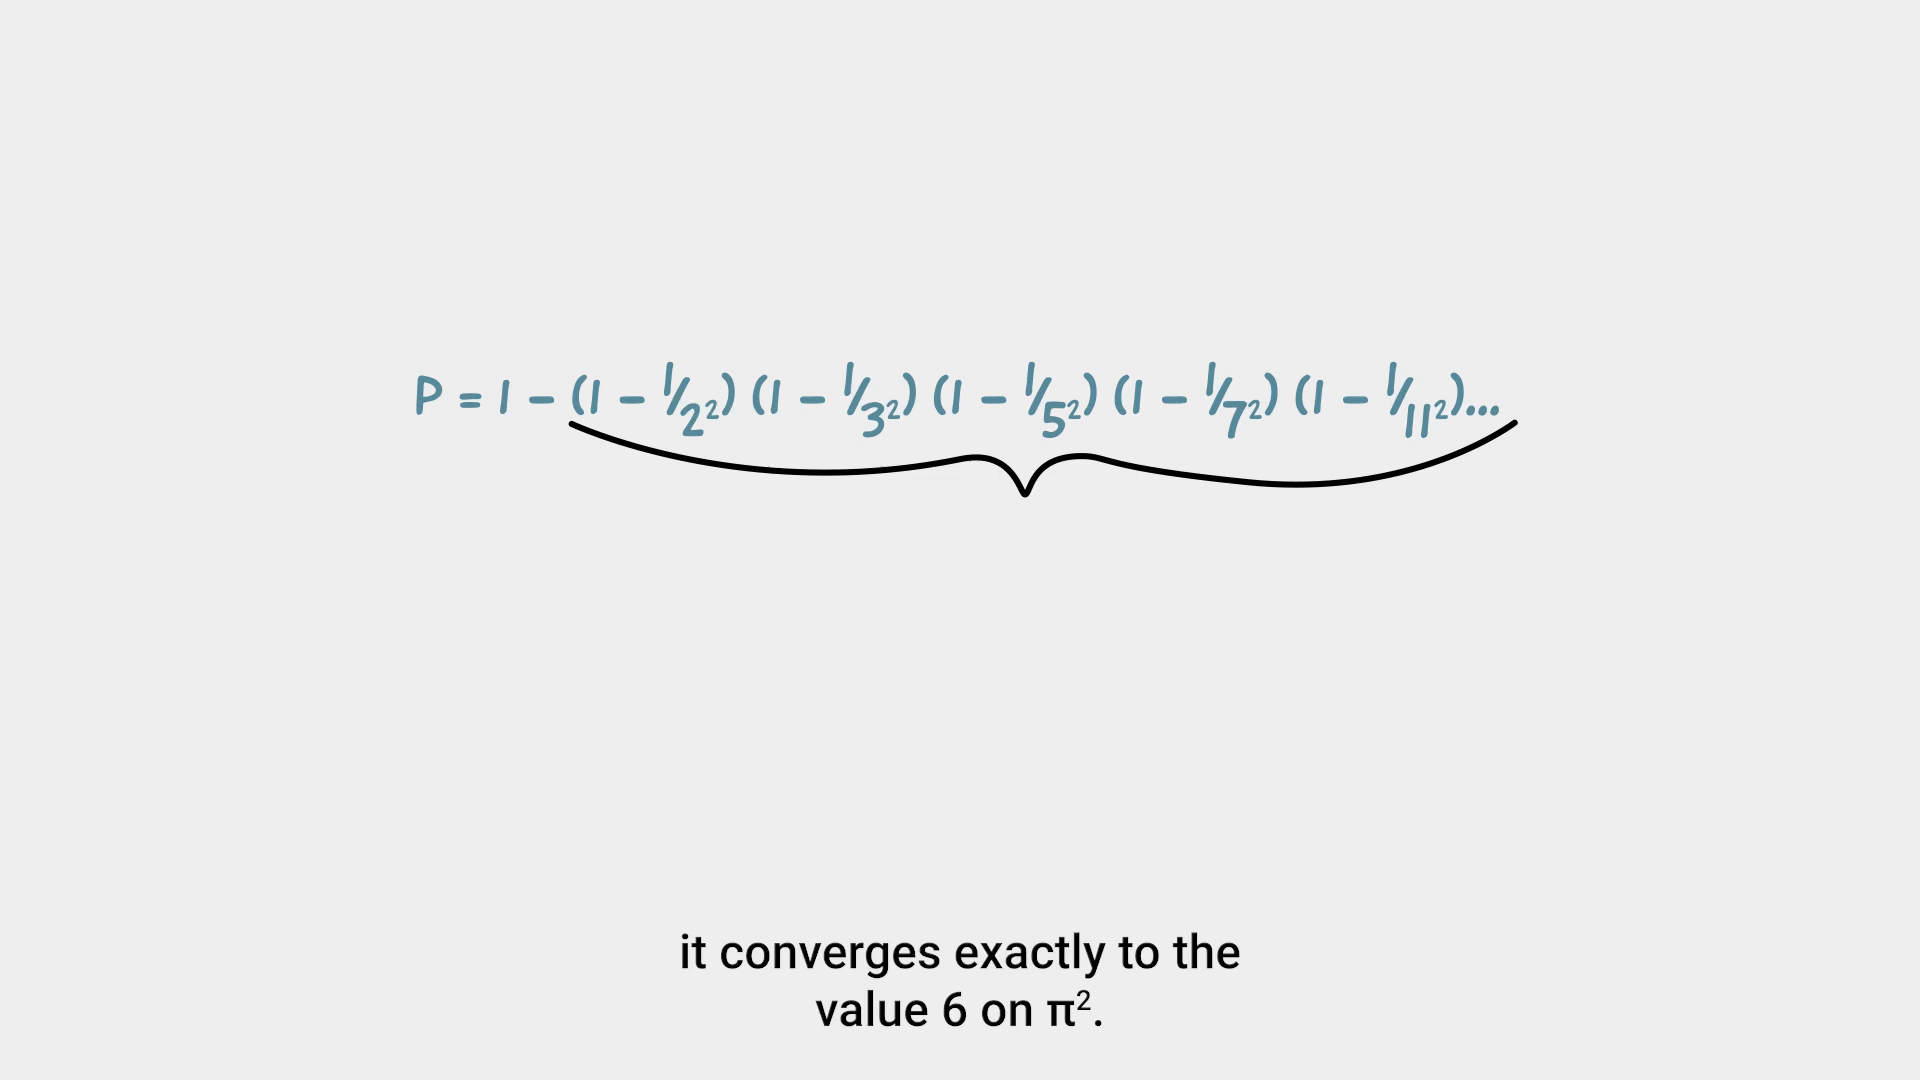 P = 1 − (1 − 1/2²) (1 − 1/3²) (1 − 1/5²) (1 − 1/7²) (1 − 1/11²)...
it converges exactly to the
value 6 on π².